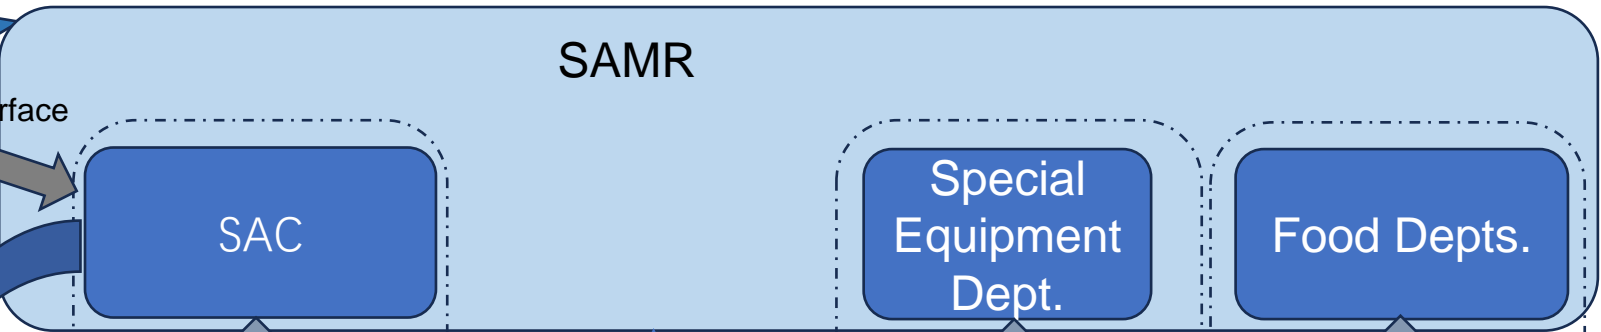 SAMR
rface
SAC
Special
Equipment
Dept.
Food Depts.